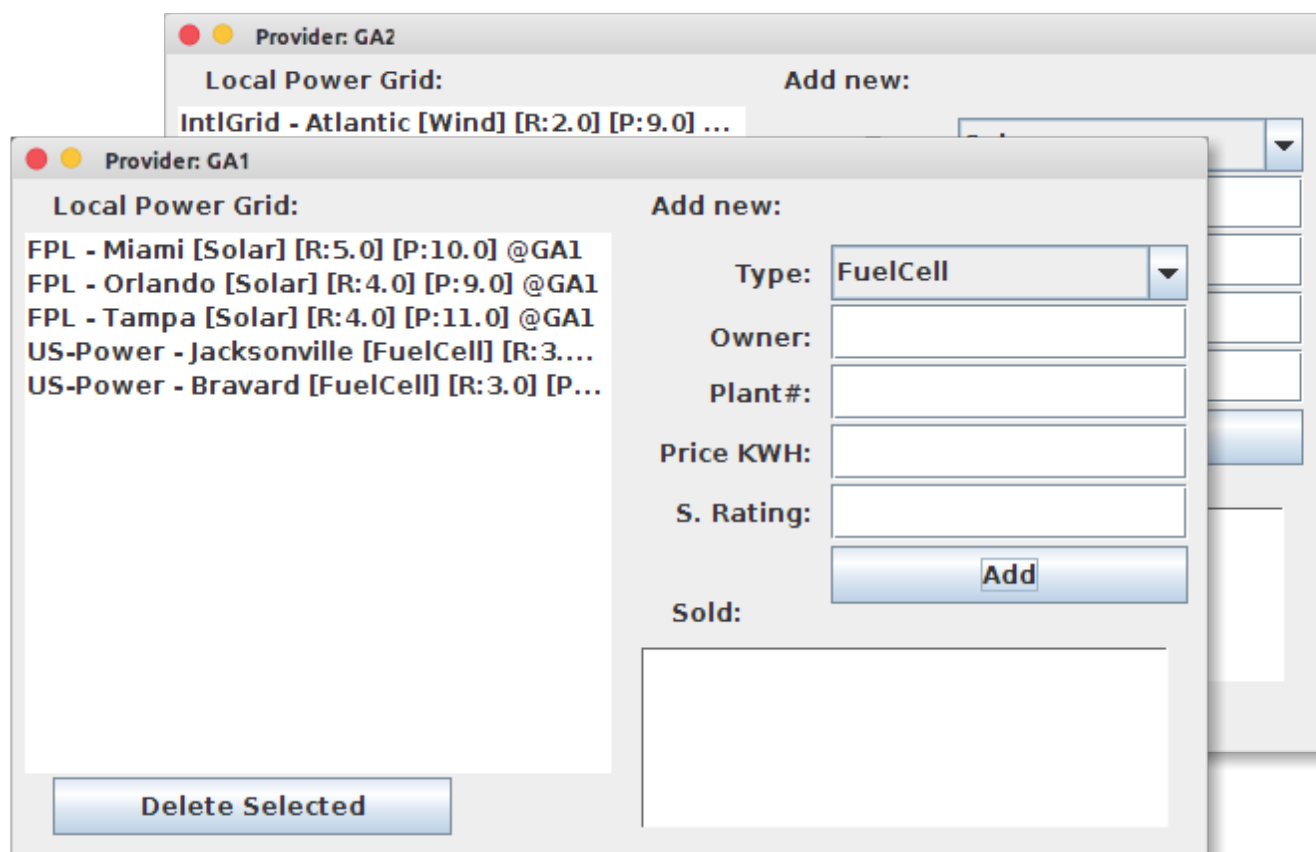 Provider: GA2
Local Power Grid:
Add new:
IntlGrid - Atlantic [Wind] [R:2.0] [P:9.0] ...
Provider: GA1
Local Power Grid:
FPL - Miami [Solar] [R:5.0] [P:10.0] @GA1
FPL - Orlando [Solar] [R:4.0] [P:9.0] @GA1
FPL - Tampa [Solar] [R:4.0] [P:11.0] @GA1
US-Power - Jacksonville [FuelCell] [R:3....
US-Power - Bravard [FuelCell] [R:3.0] [P...
Delete Selected
Add new:
Type: FuelCell
Owner:
Plant#:
Price KWH:
S. Rating:
Add
Sold: